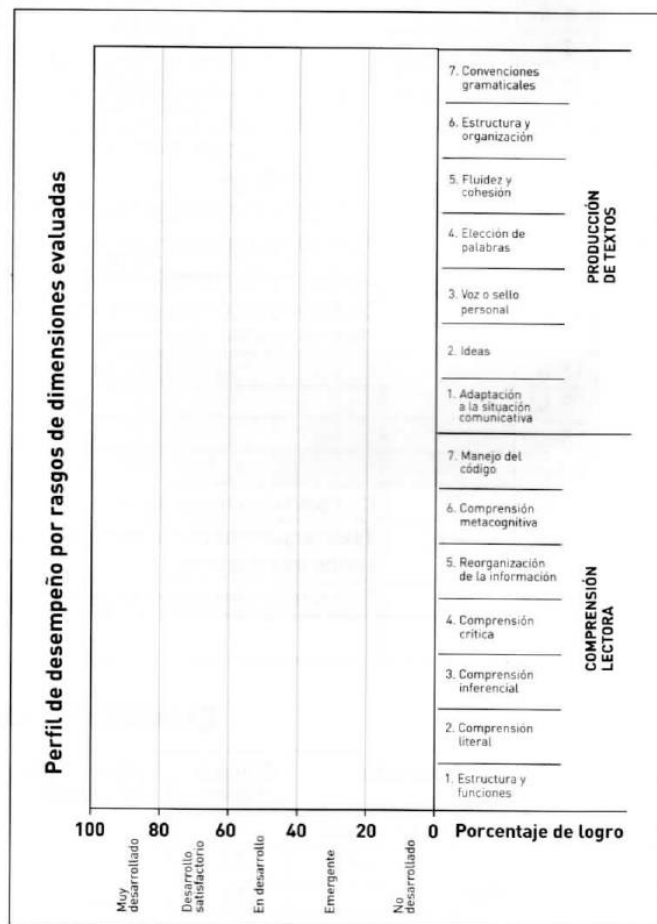 Perfil de desempeño por rasgos de dimensiones evaluadas
7. Convenciones
gramaticales
6. Estructura y
organización
5. Fluidez y
cohesión
4. Elección de
palabras
3. Voz o sello
personal
2. Ideas
1. Adaptación
a la situación
comunicativa
PRODUCCIÓN
DE TEXTOS
7. Manejo del
código
6. Comprensión
metacognitiva
5. Reorganización
de la información
4. Comprensión
crítica
3. Comprensión
inferencial
2. Comprensión
literal
1. Estructura y
funciones
COMPRENSIÓN
LECTORA
100 80 60 40 20 0 Porcentaje de logro
Muy
desarrollado
Desarrollo
satisfactorio
En desarrollo
Emergente
No
desarrollado